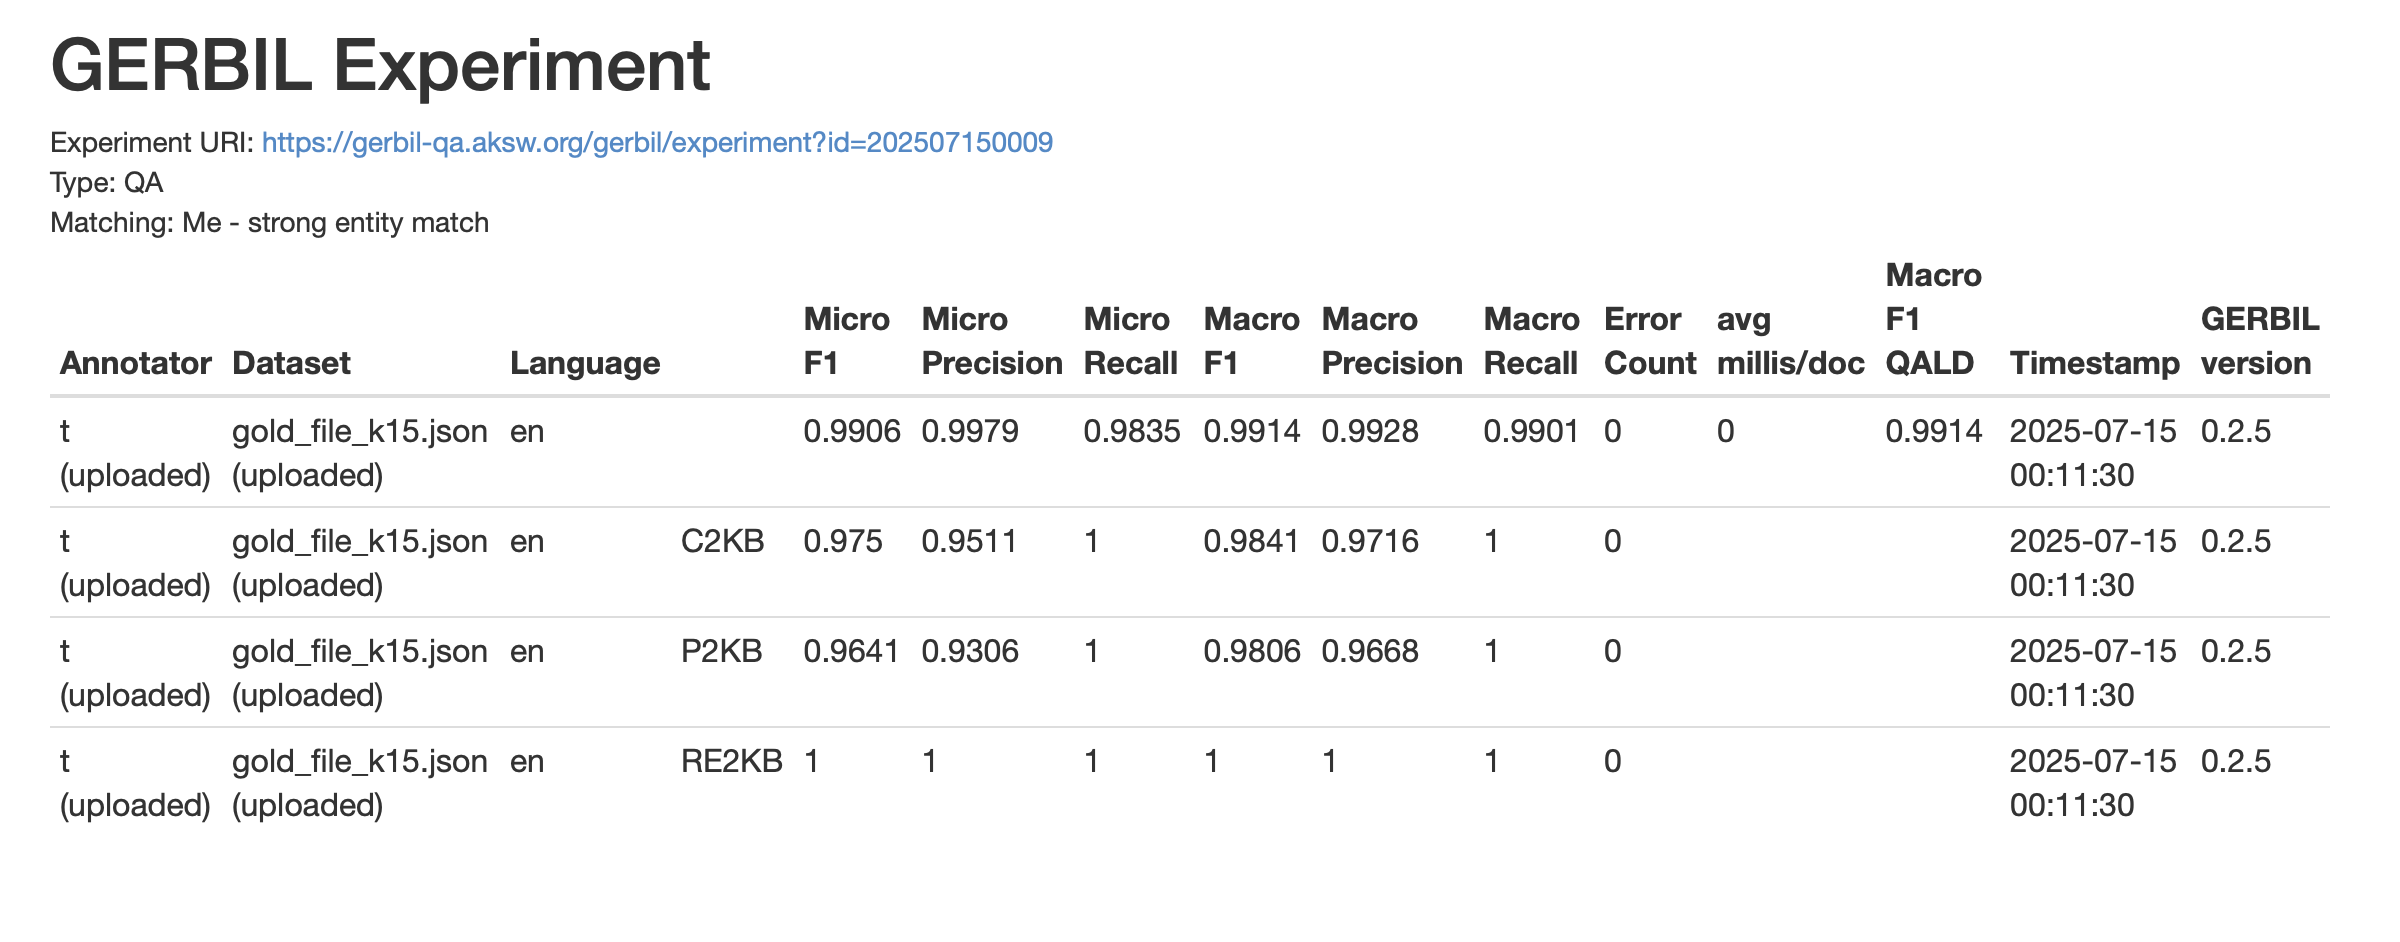 GERBIL Experiment
Experiment URI: https://gerbil-qa.aksw.org/gerbil/experiment?id=202507150009
Type: QA
Matching: Me - strong entity match
Macro
Micro Micro Micro Macro Macro Macro Error avg F1 GERBIL
Annotator Dataset Language F1 Precision Recall F1 Precision Recall Count millis/doc QALD Timestamp version
t gold_file_k15.json en 0.9906 0.9979 0.9835 0.9914 0.9928 0.9901 0 0 0.9914 2025-07-15 0.2.5
(uploaded) (uploaded) 00:11:30
t gold_file_k15.json en C2KB 0.975 0.9511 1 0.9841 0.9716 1 0 2025-07-15 0.2.5
(uploaded) (uploaded) 00:11:30
t gold_file_k15.json en P2KB 0.9641 0.9306 1 0.9806 0.9668 1 0 2025-07-15 0.2.5
(uploaded) (uploaded) 00:11:30
t gold_file_k15.json en RE2KB 1 1 1 1 1 1 0 2025-07-15 0.2.5
(uploaded) (uploaded) 00:11:30